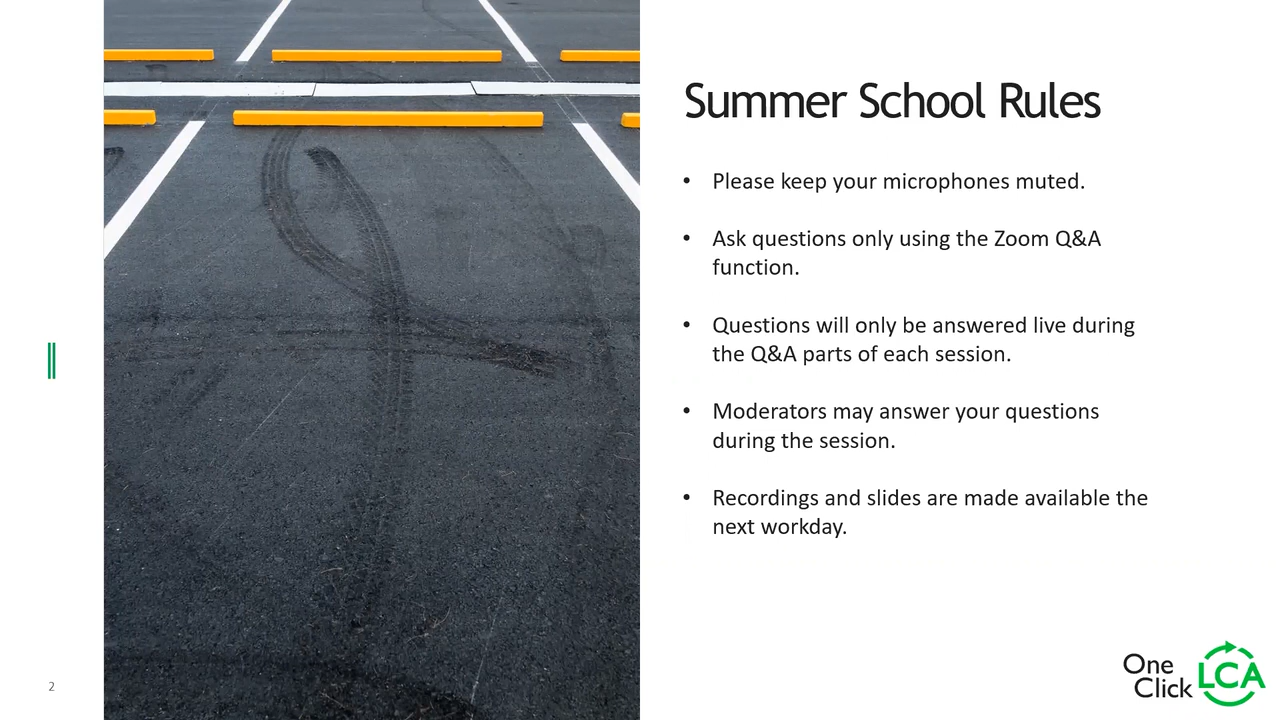 Summer School Rules
• Please keep your microphones muted.
• Ask questions only using the Zoom Q&A
function.
• Questions will only be answered live during
the Q&A parts of each session.
• Moderators may answer your questions
during the session.
• Recordings and slides are made available the
next workday.
2
One
Click LCA